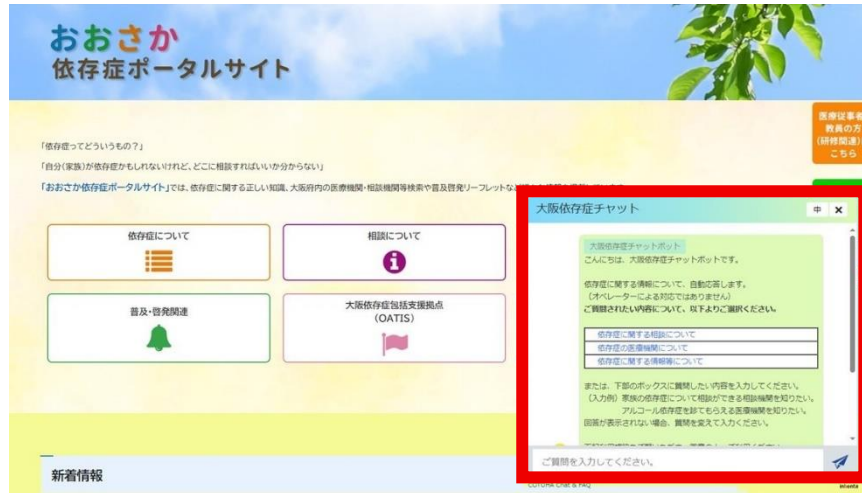 おおさか
依存症ポータルサイト
医療従事者
教員の方
(研修関連)
こちら
「依存症ってどういうもの？」
「自分(家族)が依存症かもしれないけれど、どこに相談すればいいか分からない」
「おおさか依存症ポータルサイト」では、依存症に関する正しい知識、大阪府内の医療機関・相談機関等検索や普及啓発リーフレットなど
依存症について
相談について
普及・啓発関連
大阪依存症包括支援拠点
(OATIS)
大阪依存症チャット
中 ×
大阪依存症チャットボット
こんにちは、大阪依存症チャットボットです。
依存症に関する情報について、自動応答します。
(オペレーターによる対応ではありません)
ご質問されたい内容について、以下よりご選択ください。
依存症に関する相談について
依存症の医療機関について
依存症に関する情報等について
または、下部のボックスに質問したい内容を入力してください。
(入力例) 家族の依存症について相談ができる相談機関を知りたい。
アルコール依存症を診てもらえる医療機関を知りたい。
回答が表示されない場合、質問を変えて入力ください。
ご質問を入力してください。
新着情報
COTOHA Chat & FAQ